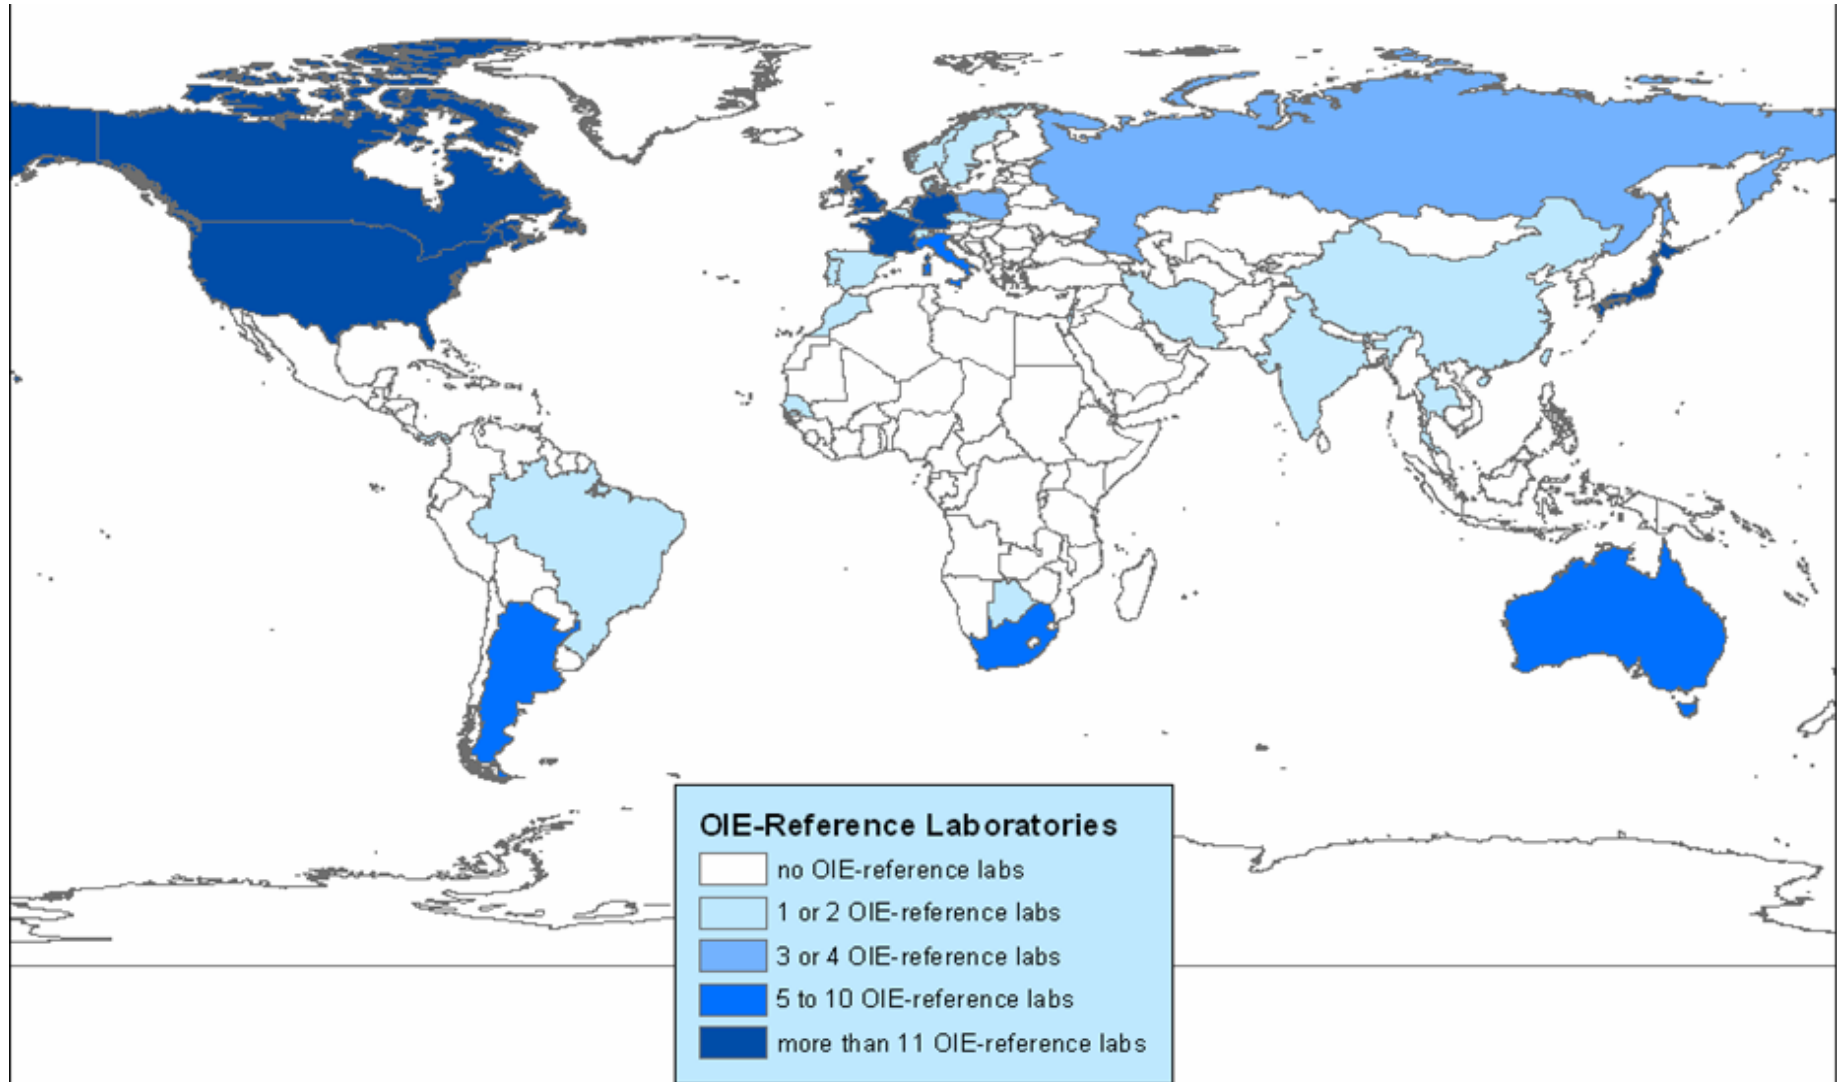 OIE-Reference Laboratories
no OIE-reference labs
1 or 2 OIE-reference labs
3 or 4 OIE-reference labs
5 to 10 OIE-reference labs
more than 11 OIE-reference labs